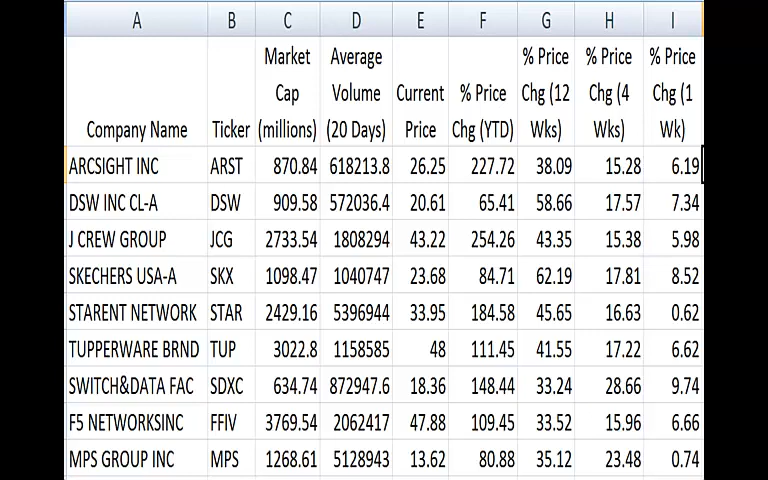 A B C D E F G H I
Market Average % Price % Price % Price
Cap Volume Current % Price Chg (12 Chg (4 Chg (1
Company Name Ticker (millions) (20 Days) Price Chg (YTD) Wks) Wks) Wk)
ARCSIGHT INC ARST 870.84 618213.8 26.25 227.72 38.09 15.28 6.19
DSW INC CL-A DSW 909.58 572036.4 20.61 65.41 58.66 17.57 7.34
J CREW GROUP JCG 2733.54 1808294 43.22 254.26 43.35 15.38 5.98
SKECHERS USA-A SKX 1098.47 1040747 23.68 84.71 62.19 17.81 8.52
STARENT NETWORK STAR 2429.16 5396944 33.95 184.58 45.65 16.63 0.62
TUPPERWARE BRND TUP 3022.8 1158585 48 111.45 41.55 17.22 6.62
SWITCH&DATA FAC SDXC 634.74 872947.6 18.36 148.44 33.24 28.66 9.74
F5 NETWORKSINC FFIV 3769.54 2062417 47.88 109.45 33.52 15.96 6.66
MPS GROUP INC MPS 1268.61 5128943 13.62 80.88 35.12 23.48 0.74